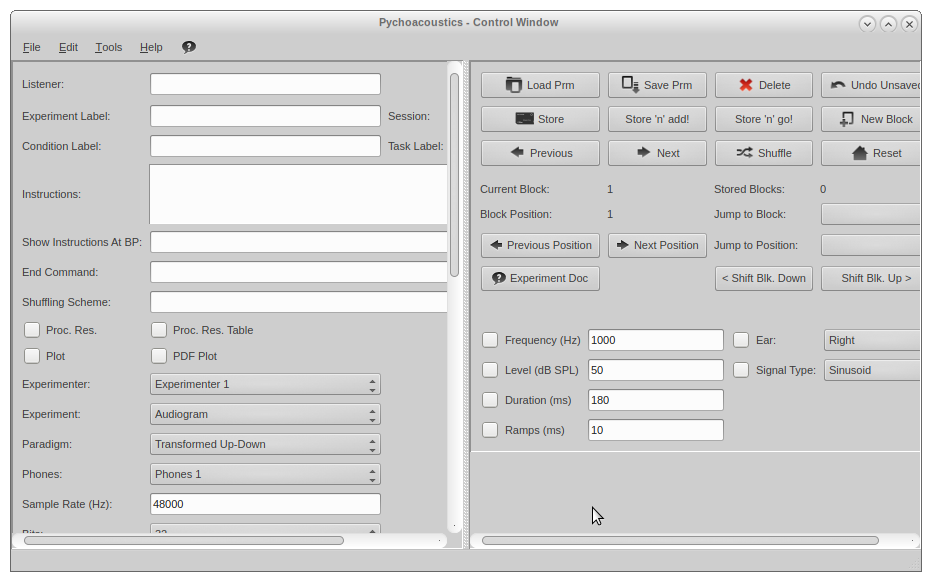 Pychoacoustics - Control Window
File Edit Tools Help
Listener:
Experiment Label: Session:
Condition Label: Task Label:
Instructions:
Show Instructions At BP:
End Command:
Shuffling Scheme:
Proc. Res. Proc. Res. Table
Plot PDF Plot
Experimenter: Experimenter 1
Experiment: Audiogram
Paradigm: Transformed Up-Down
Phones: Phones 1
Sample Rate (Hz): 48000
Load Prm Save Prm Delete Undo Unsaved
Store Store 'n' add! Store 'n' go! New Block
Previous Next Shuffle Reset
Current Block: 1 Stored Blocks: 0
Block Position: 1 Jump to Block:
Previous Position Next Position Jump to Position:
Experiment Doc < Shift Blk. Down Shift Blk. Up >
Frequency (Hz) 1000 Ear: Right
Level (dB SPL) 50 Signal Type: Sinusoid
Duration (ms) 180
Ramps (ms) 10